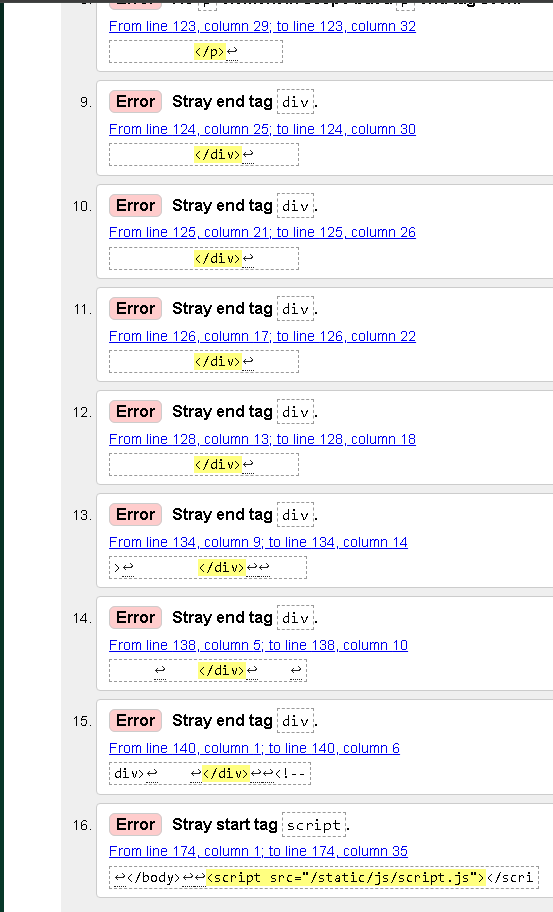 From line 123, column 29; to line 123, column 32
</p>↩
9. Error Stray end tag div.
From line 124, column 25; to line 124, column 30
</div>↩
10. Error Stray end tag div.
From line 125, column 21; to line 125, column 26
</div>↩
11. Error Stray end tag div.
From line 126, column 17; to line 126, column 22
</div>↩
12. Error Stray end tag div.
From line 128, column 13; to line 128, column 18
</div>↩
13. Error Stray end tag div.
From line 134, column 9; to line 134, column 14
>↩ </div>↩↩
14. Error Stray end tag div.
From line 138, column 5; to line 138, column 10
↩ </div>↩ ↩
15. Error Stray end tag div.
From line 140, column 1; to line 140, column 6
div>↩ ↩</div>↩↩<!--
16. Error Stray start tag script.
From line 174, column 1; to line 174, column 35
↩</body>↩↩<script src="/static/js/script.js"></scri